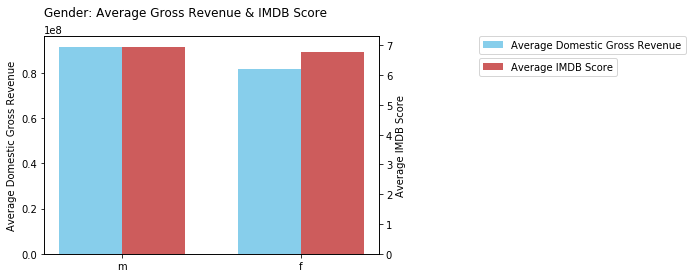 Gender: Average Gross Revenue & IMDB Score
1e8
Average Domestic Gross Revenue
0.8
0.6
0.4
0.2
0.0
m
f
7
6
5
4
3
2
1
0
Average IMDB Score
Average Domestic Gross Revenue
Average IMDB Score